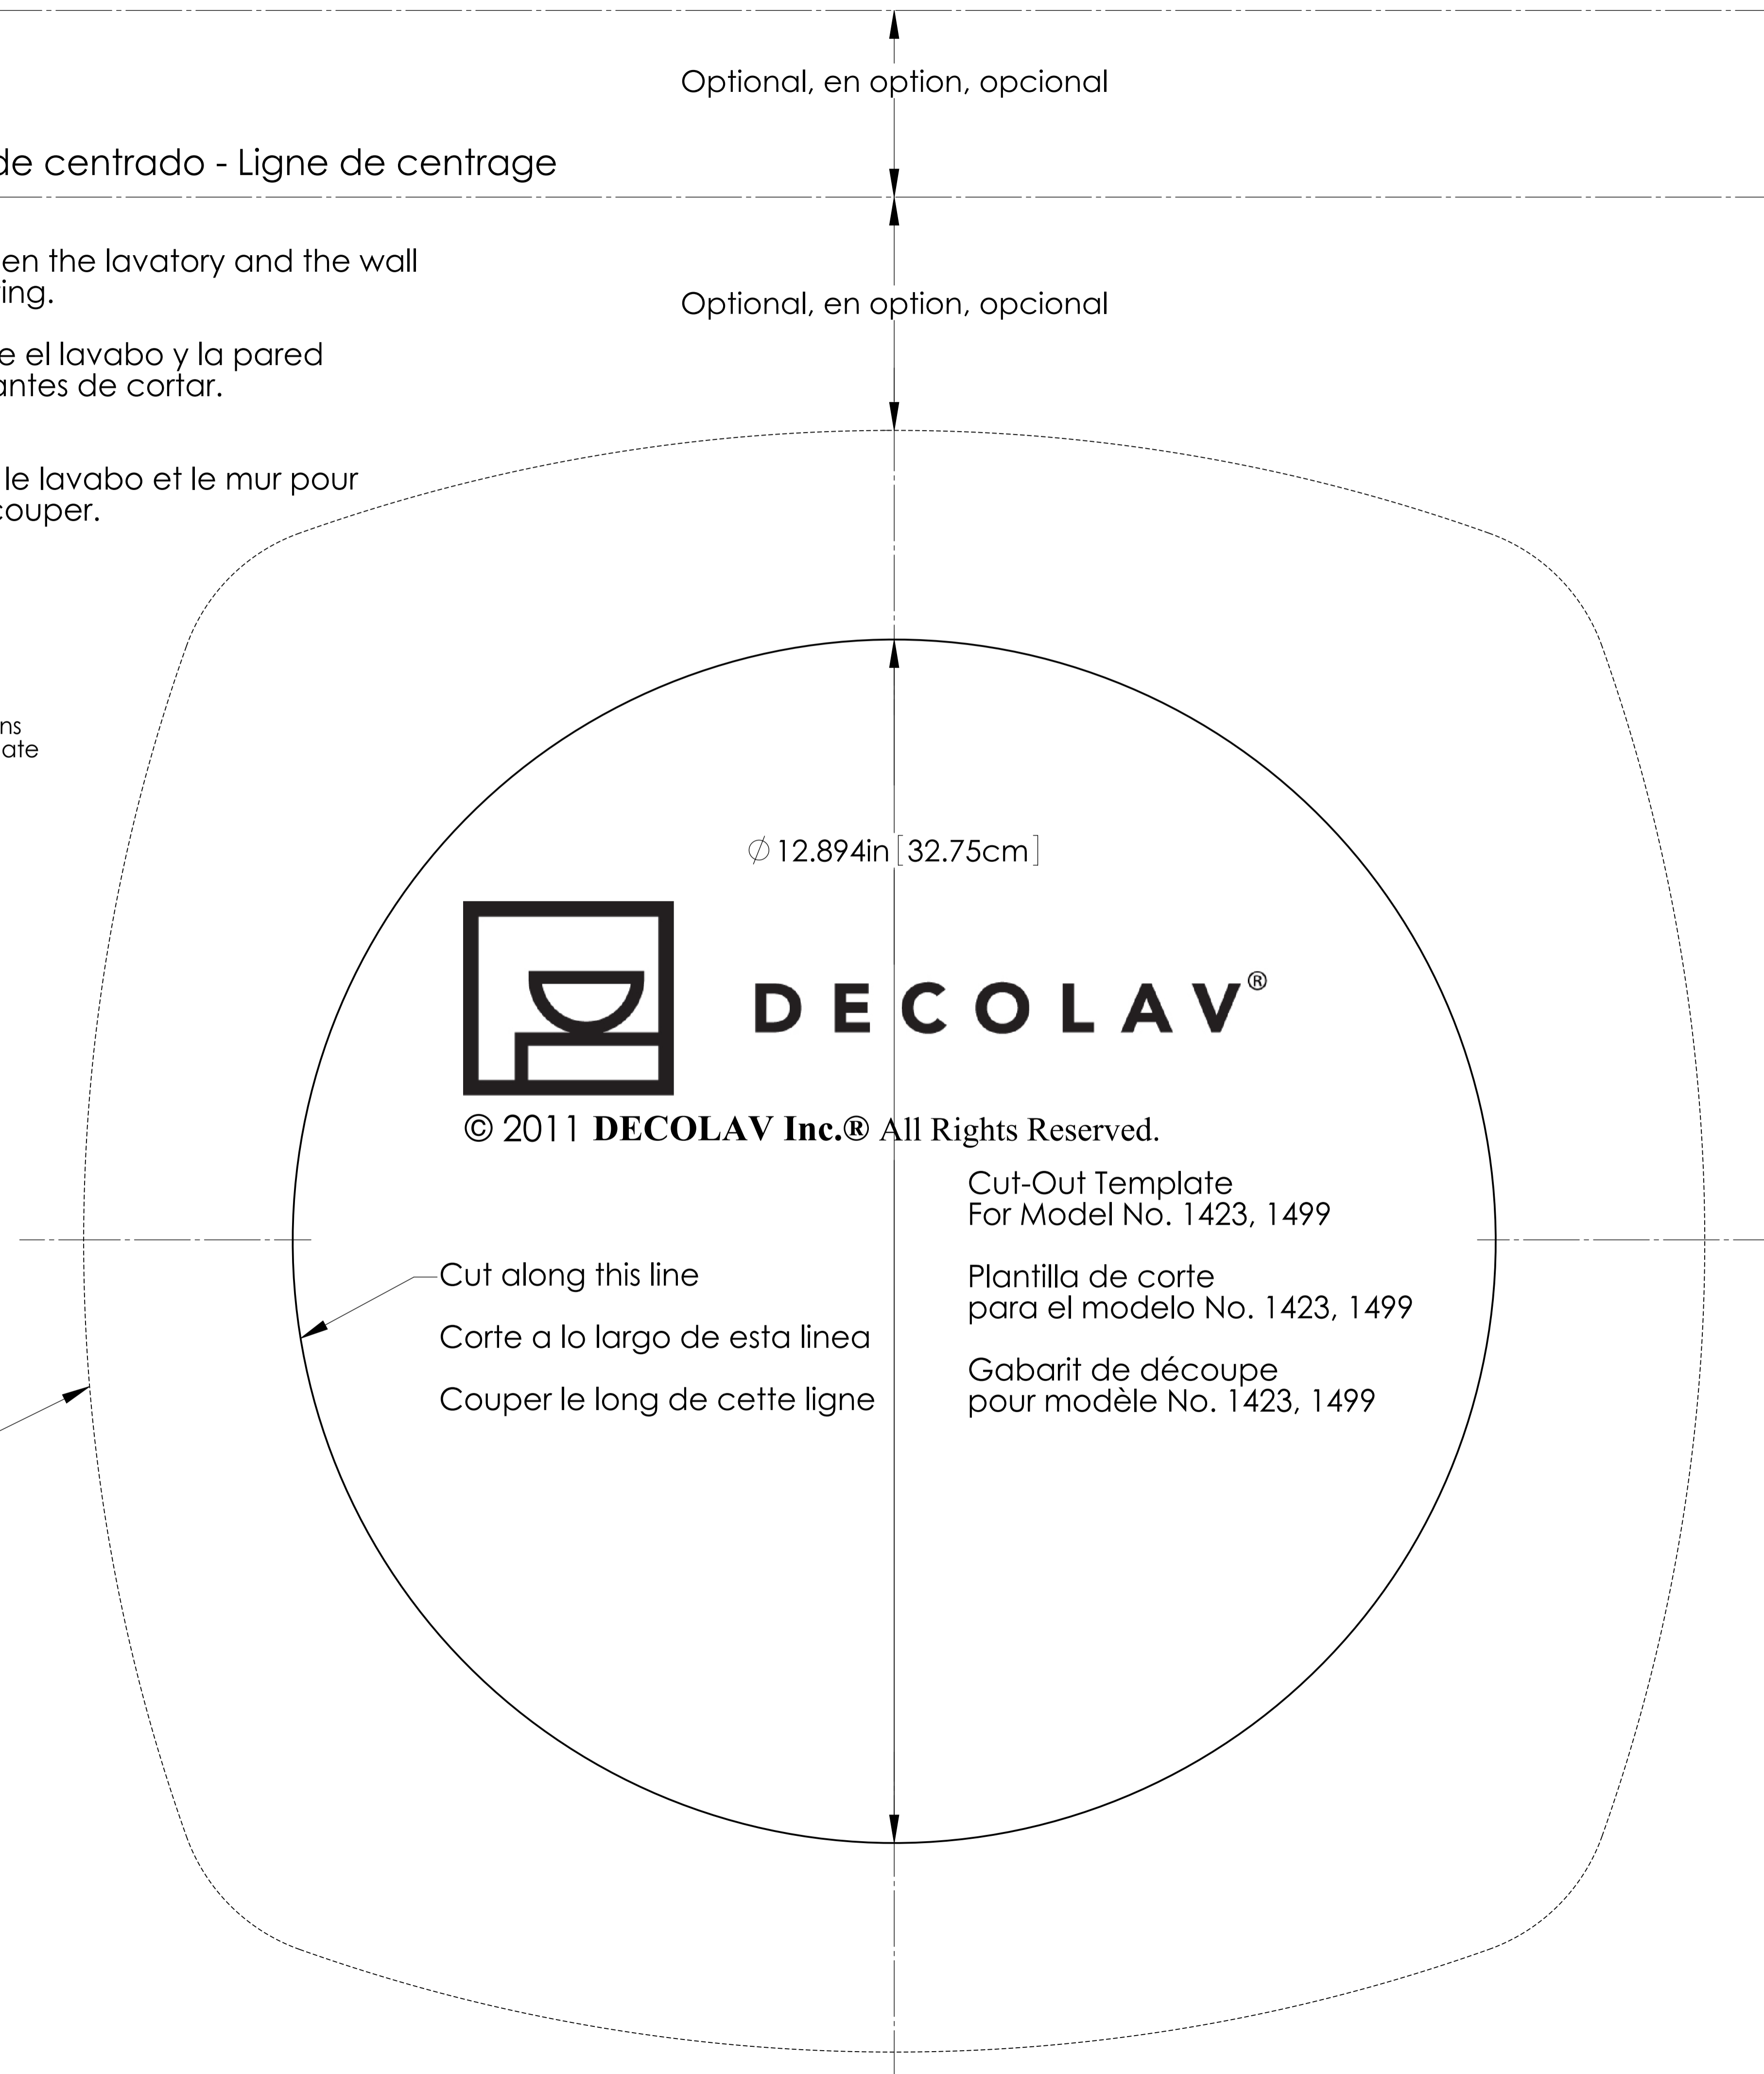 Optional, en option, opcional
de centrado - Ligne de centrage
en the lavatory and the wall
ing.
Optional, en option, opcional
e el lavabo y la pared
antes de cortar.
le lavabo et le mur pour
couper.
ns
ate
∅ 12.894in [32.75cm]
DECOLAV®
© 2011 DECOLAV Inc.® All Rights Reserved.
Cut-Out Template
For Model No. 1423, 1499
Plantilla de corte
para el modelo No. 1423, 1499
Gabarit de découpe
pour modèle No. 1423, 1499
Cut along this line
Corte a lo largo de esta linea
Couper le long de cette ligne